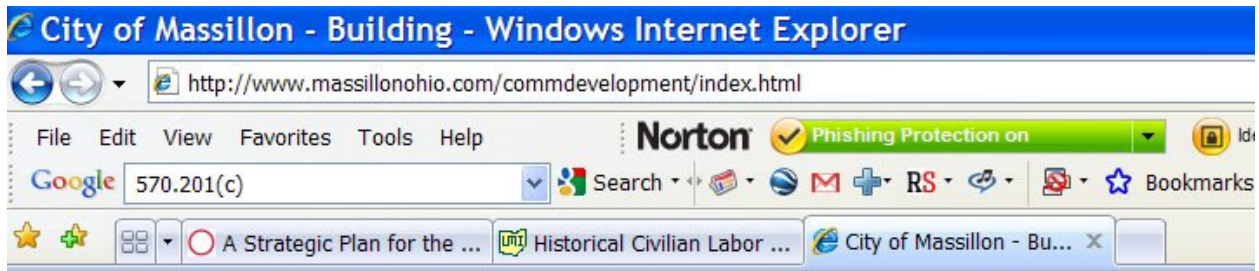 City of Massillon - Building - Windows Internet Explorer
http://www.massillonohio.com/commdevelopment/index.html
File Edit View Favorites Tools Help Norton Phishing Protection on
Google 570.201(c) Search RS Bookmarks
A Strategic Plan for the ... UMI Historical Civilian Labor ... City of Massillon - Bu...